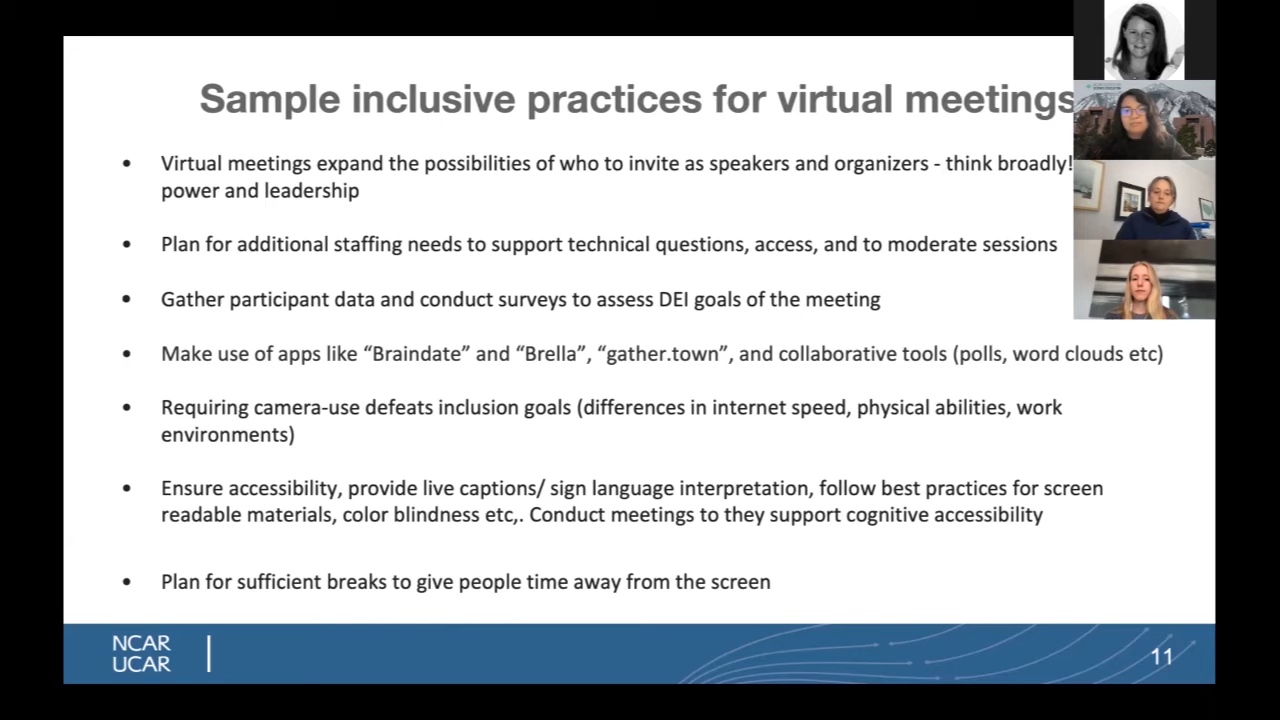 Sample inclusive practices for virtual meetings
• Virtual meetings expand the possibilities of who to invite as speakers and organizers - think broadly!
power and leadership
• Plan for additional staffing needs to support technical questions, access, and to moderate sessions
• Gather participant data and conduct surveys to assess DEI goals of the meeting
• Make use of apps like “Braindate” and “Brella”, “gather.town”, and collaborative tools (polls, word clouds etc)
• Requiring camera-use defeats inclusion goals (differences in internet speed, physical abilities, work
environments)
• Ensure accessibility, provide live captions/ sign language interpretation, follow best practices for screen
readable materials, color blindness etc,. Conduct meetings to they support cognitive accessibility
• Plan for sufficient breaks to give people time away from the screen
NCAR
UCAR
11